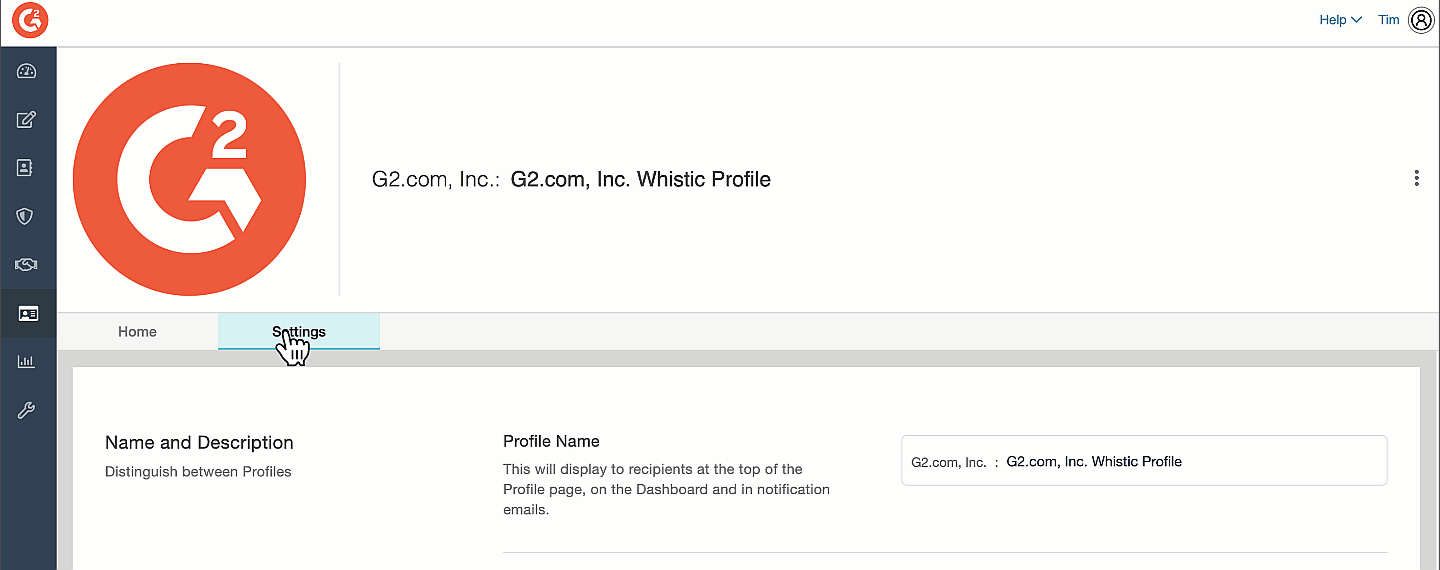 G2
Help
Tim
G2
G2.com, Inc.: G2.com, Inc. Whistic Profile
Home
Settings
Name and Description
Distinguish between Profiles
Profile Name
This will display to recipients at the top of the
Profile page, on the Dashboard and in notification
emails.
G2.com, Inc. : G2.com, Inc. Whistic Profile